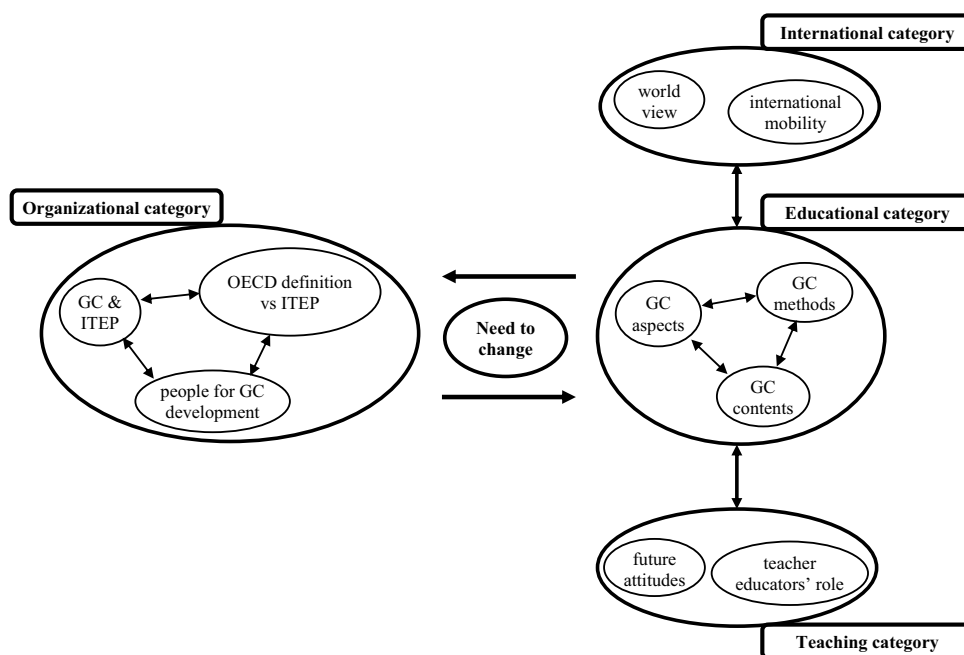 International category
world
view
international
mobility
Organizational category
Educational category
GC &
ITEP
OECD definition
vs ITEP
people for GC
development
Need to
change
GC
aspects
GC
methods
GC
contents
future
attitudes
teacher
educators’ role
Teaching category